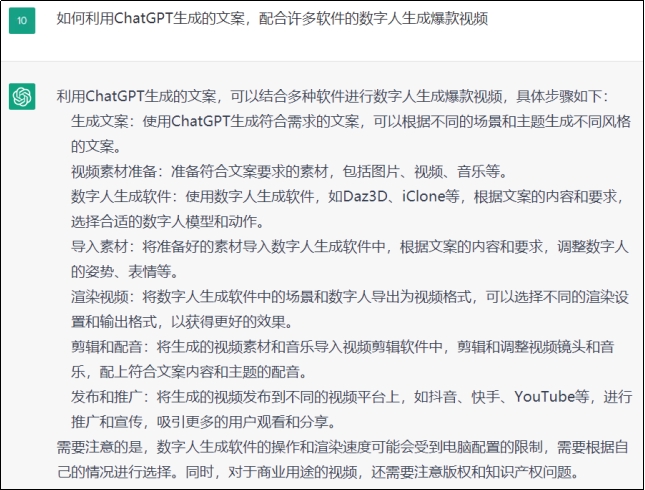 10
如何利用ChatGPT生成的文案，配合许多软件的数字人生成爆款视频
利用ChatGPT生成的文案，可以结合多种软件进行数字人生成爆款视频，具体步骤如下：
生成文案：使用ChatGPT生成符合需求的文案，可以根据不同的场景和主题生成不同风格
的文案。
视频素材准备：准备符合文案要求的素材，包括图片、视频、音乐等。
数字人生成软件：使用数字人生成软件，如Daz3D、iClone等，根据文案的内容和要求，
选择合适的数字人模型和动作。
导入素材：将准备好的素材导入数字人生成软件中，根据文案的内容和要求，调整数字人
的姿势、表情等。
渲染视频：将数字人生成软件中的场景和数字人导出为视频格式，可以选择不同的渲染设
置和输出格式，以获得更好的效果。
剪辑和配音：将生成的视频素材和音乐导入视频剪辑软件中，剪辑和调整视频镜头和音
乐，配上符合文案内容和主题的配音。
发布和推广：将生成的视频发布到不同的视频平台上，如抖音、快手、YouTube等，进行
推广和宣传，吸引更多的用户观看和分享。
需要注意的是，数字人生成软件的操作和渲染速度可能会受到电脑配置的限制，需要根据自
己的情况进行选择。同时，对于商业用途的视频，还需要注意版权和知识产权问题。